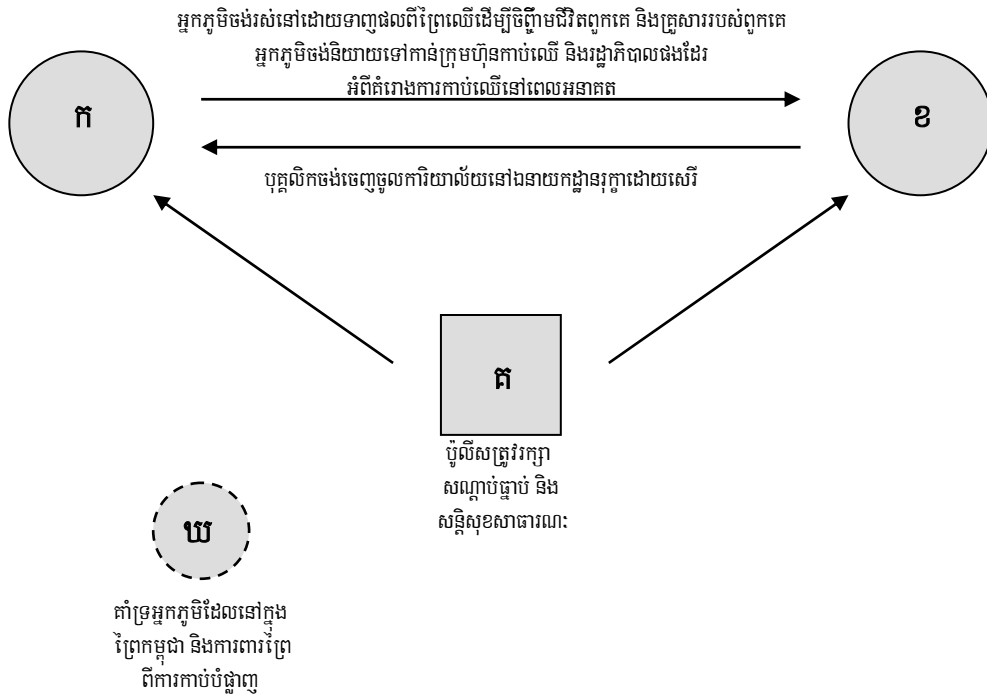 អ្នកភូមិចង់រស់នៅដោយទាញផលពីព្រៃឈើដើម្បីចិញ្ចឹមជីវិតពួកគេ និងគ្រួសាររបស់ពួកគេ
អ្នកភូមិចង់និយាយទៅកាន់ក្រុមហ៊ុនកាប់ឈើ និងរដ្ឋាភិបាលផងដែរ
អំពីគំរោងការកាប់ឈើនៅពេលអនាគត
ក
ខ
បុគ្គលិកចង់ចេញចូលការិយាល័យនៅឯនាយកដ្ឋានរុក្ខាដោយសេរី
គ
ប៉ូលីសត្រូវរក្សា
សណ្តាប់ធ្នាប់ និង
សន្តិសុខសាធារណៈ
ឃ
គាំទ្រអ្នកភូមិដែលនៅក្នុង
ព្រៃកម្ពុជា និងការពារព្រៃ
ពីការកាប់បំផ្លាញ